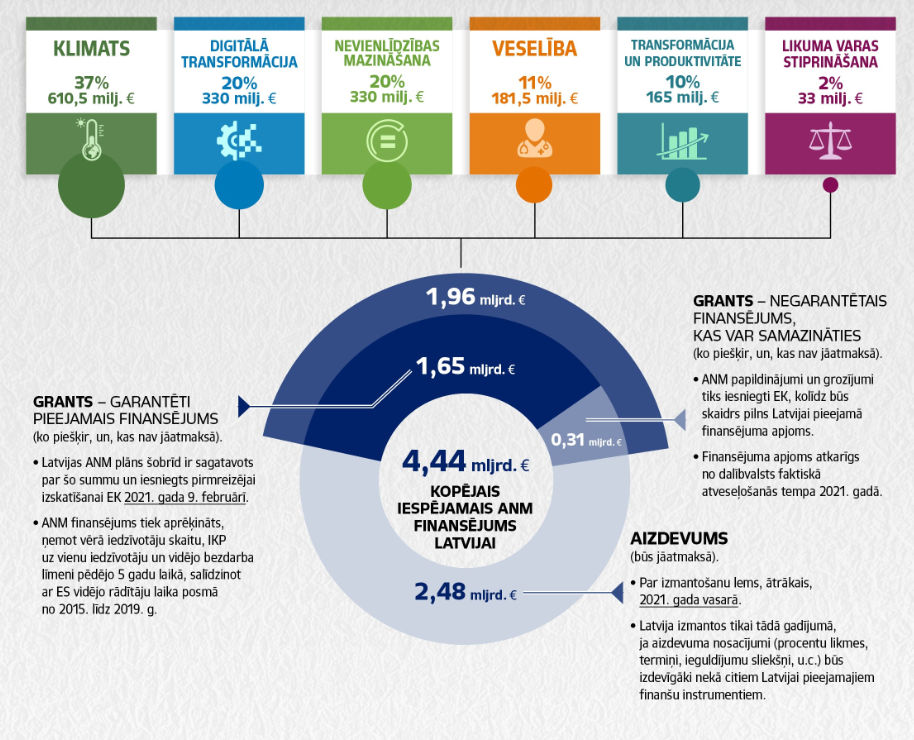 KLIMATS
37%
610,5 milj. €
DIGITĀLĀ
TRANSFORMĀCIJA
20%
330 milj. €
NEVIENLĪDZĪBAS
MAZINĀŠANA
20%
330 milj. €
VESELĪBA
11%
181,5 milj. €
TRANSFORMĀCIJA
UN PRODUKTIVITĀTE
10%
165 milj. €
LIKUMA VARAS
STIPRINĀŠANA
2%
33 milj. €
1,96 mljrd. €
1,65 mljrd. €
0,31 mljrd. €
4,44 mljrd. €
KOPĒJAIS
IESPĒJAMAIS ANM
FINANSĒJUMS
LATVIJAI
2,48 mljrd. €
GRANTS – GARANTĒTI
PIEEJAMAIS FINANSĒJUMS
(ko piešķir, un, kas nav jāatmaksā).
• Latvijas ANM plāns šobrīd ir sagatavots
par šo summu un iesniegts pirmreizējai
izskatīšanai EK 2021. gada 9. februārī.
• ANM finansējums tiek aprēķināts,
ņemot vērā iedzīvotāju skaitu, IKP
uz vienu iedzīvotāju un vidējo bezdarba
līmeni pēdējo 5 gadu laikā, salīdzinot
ar ES vidējo rādītāju laika posmā
no 2015. līdz 2019. g.
GRANTS – NEGARANTĒTAIS
FINANSĒJUMS,
KAS VAR SAMAZINĀTIES
(ko piešķir, un, kas nav jāatmaksā).
• ANM papildinājumi un grozījumi
tiks iesniegti EK, kolīdz būs
skaidrs pilns Latvijai pieejamā
finansējuma apjoms.
• Finansējuma apjoms atkarīgs
no dalībvalsts faktiskā
atveseļošanās tempa 2021. gadā.
AIZDEVUMS
(būs jāatmaksā).
• Par izmantošanu lems, ātrākais,
2021. gada vasarā.
• Latvija izmantos tikai tādā gadījumā,
ja aizdevuma nosacījumi (procentu likmes,
termiņi, ieguldījumu sliekšņi, u.c.) būs
izdevīgāki nekā citiem Latvijai pieejamajiem
finanšu instrumentiem.